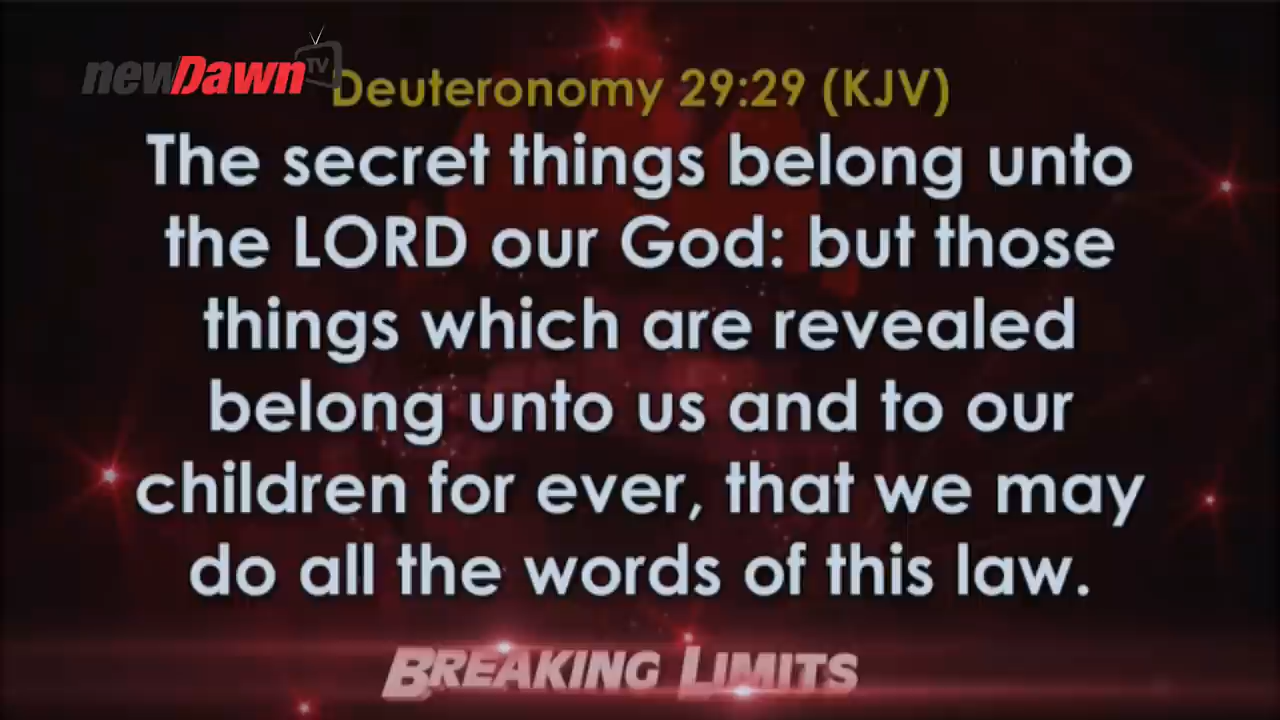 newDawn TV
Deuteronomy 29:29 (KJV)
The secret things belong unto
the LORD our God: but those
things which are revealed
belong unto us and to our
children for ever, that we may
do all the words of this law.
BREAKING LIMITS